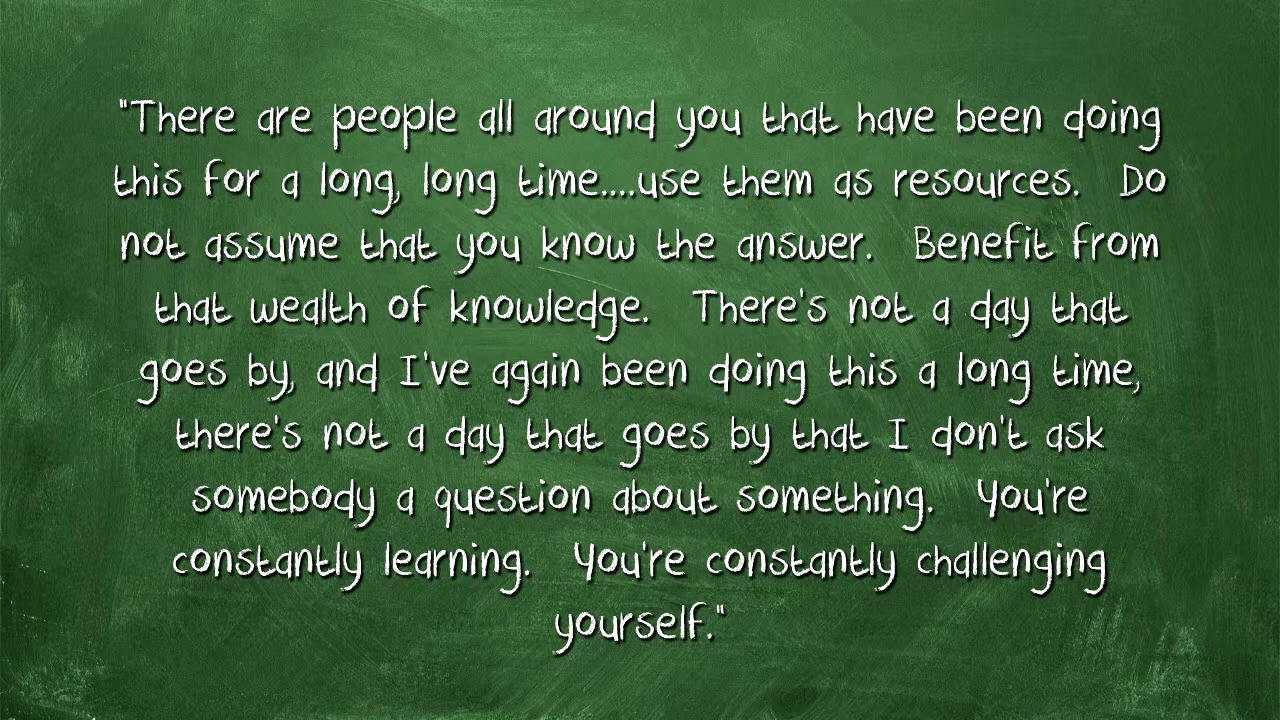 "There are people all around you that have been doing
this for a long, long time....use them as resources.  Do
not assume that you know the answer.  Benefit from
that wealth of knowledge.  There's not a day that
goes by, and I've again been doing this a long time,
there's not a day that goes by that I don't ask
somebody a question about something.  You're
constantly learning.  You're constantly challenging
yourself."